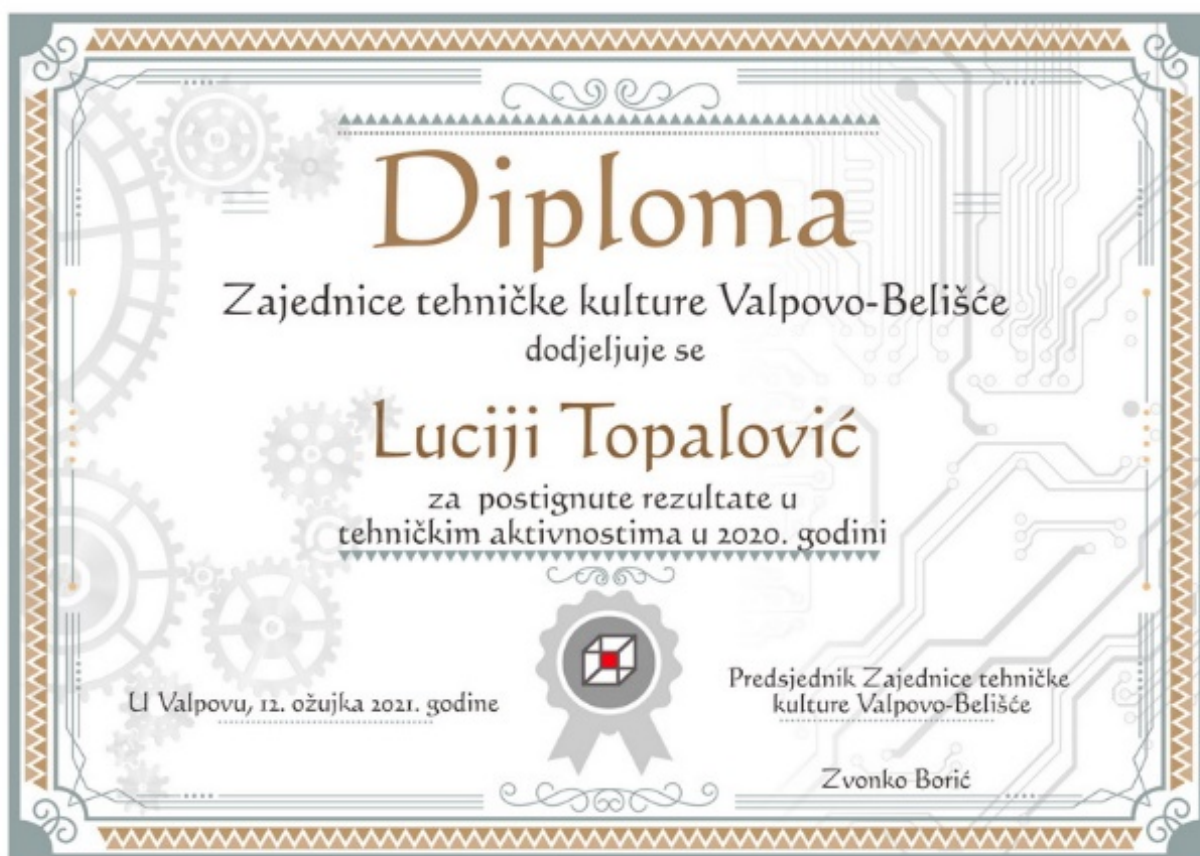 Diploma
Zajednice tehničke kulture Valpovo-Belišće
dodjeljuje se
Luciji Topalović
za postignute rezultate u
tehničkim aktivnostima u 2020. godini
U Valpovu, 12. ožujka 2021. godine
Predsjednik Zajednice tehničke
kulture Valpovo-Belišće
Zvonko Borić